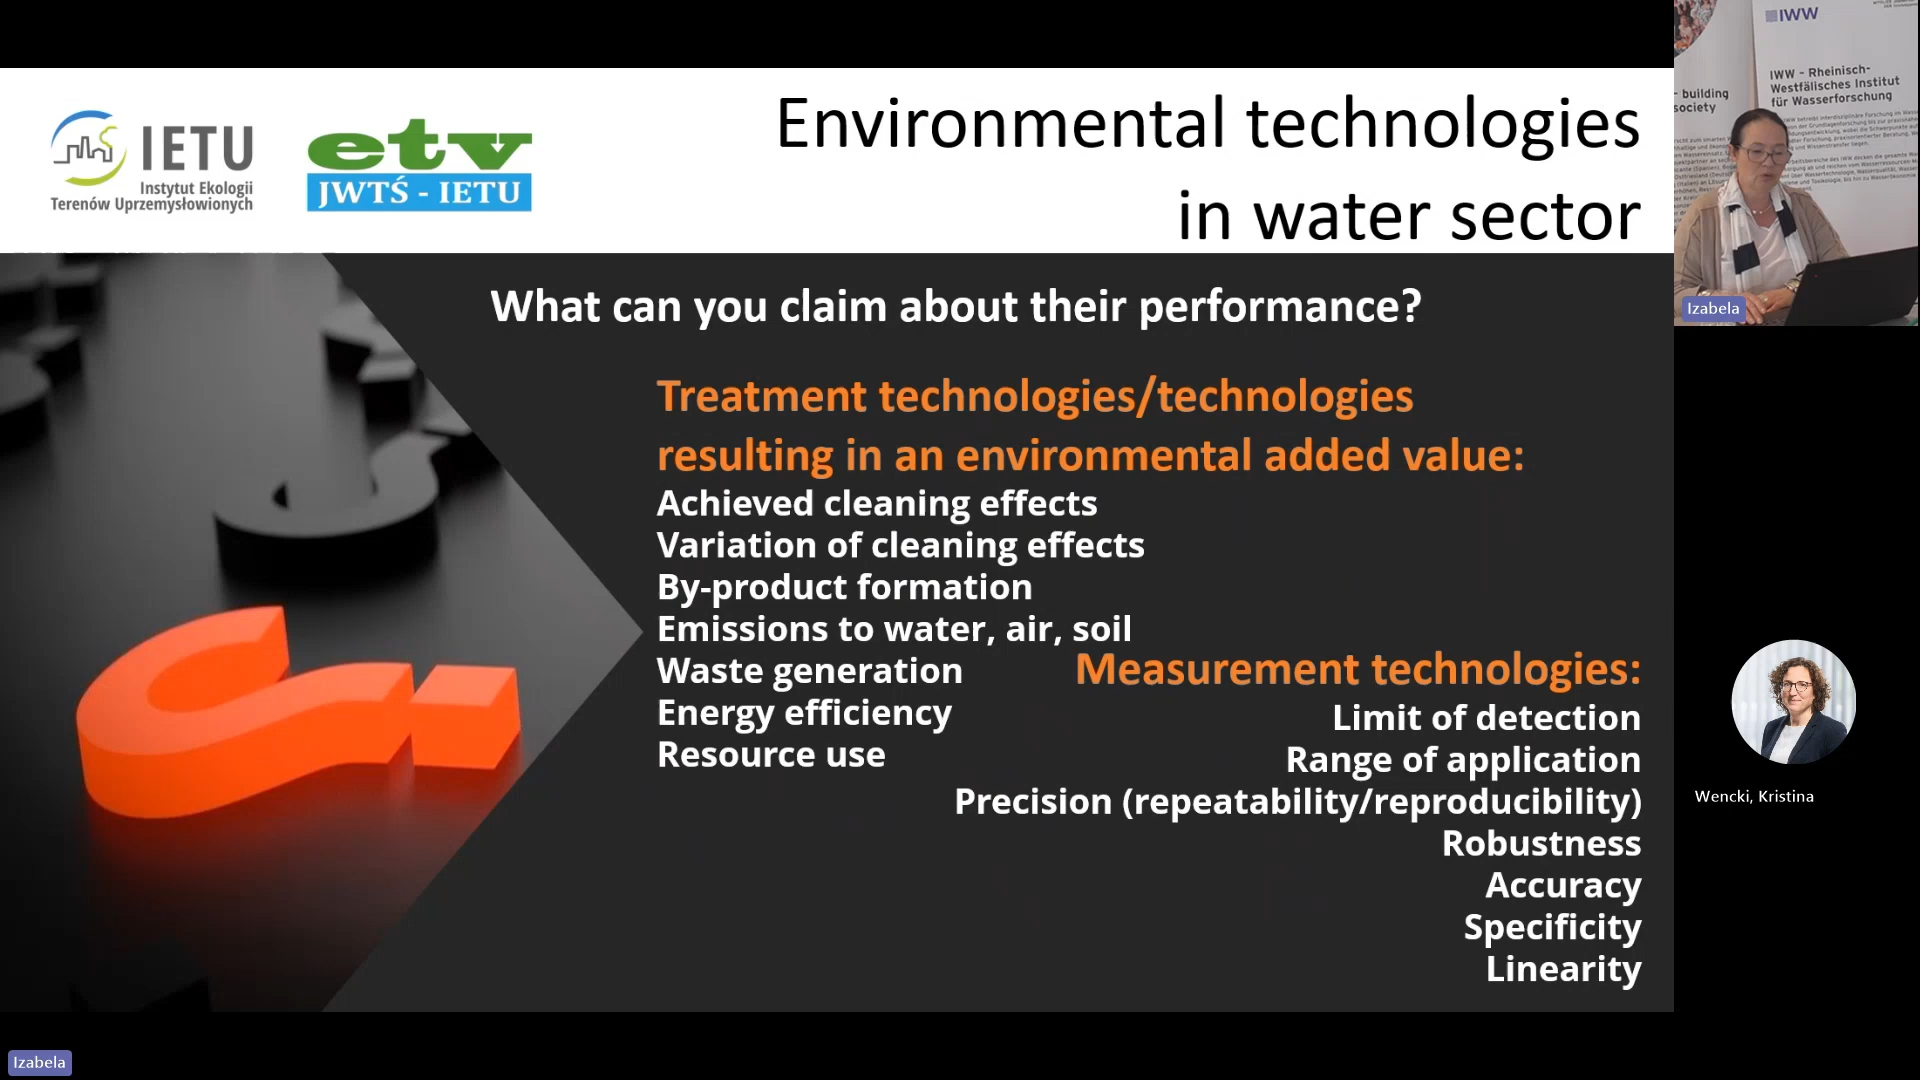 IETU
Instytut Ekologii
Terenów Uprzemysłowionych
etv
JWTŚ - IETU
Environmental technologies
in water sector
What can you claim about their performance?
Treatment technologies/technologies
resulting in an environmental added value:
Achieved cleaning effects
Variation of cleaning effects
By-product formation
Emissions to water, air, soil
Waste generation
Energy efficiency
Resource use
Measurement technologies:
Limit of detection
Range of application
Precision (repeatability/reproducibility)
Robustness
Accuracy
Specificity
Linearity
IWW
IWW - Rheinisch-
Westfälisches Institut
für Wasserforschung
building
society
Izabela
Wencki, Kristina
Izabela